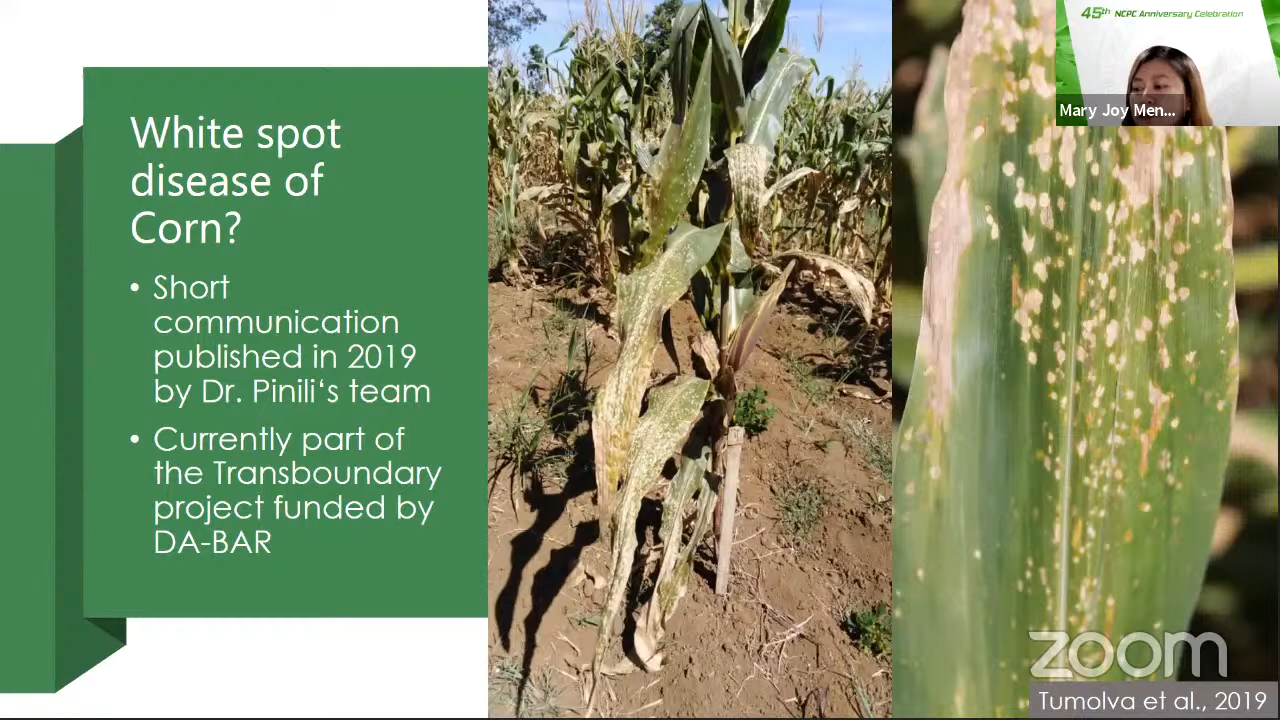 White spot
disease of
Corn?
• Short
communication
published in 2019
by Dr. Pinili‘s team
• Currently part of
the Transboundary
project funded by
DA-BAR
45th NCPC Anniversary Celebration
Mary Joy Men...
zoom
Tumolva et al., 2019